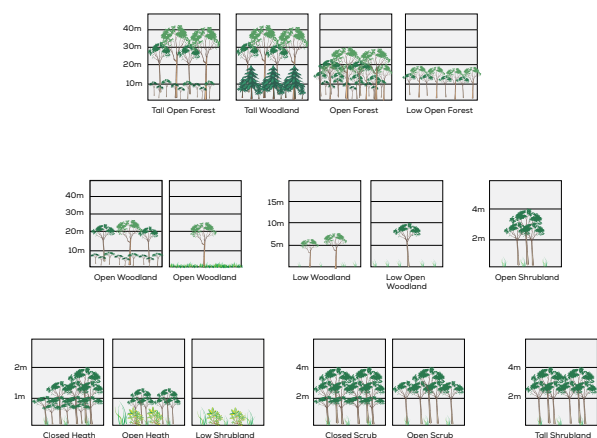 40m
30m
20m
10m
Tall Open Forest
Tall Woodland
Open Forest
Low Open Forest
40m
30m
20m
10m
15m
10m
5m
4m
2m
Open Woodland
Open Woodland
Low Woodland
Low Open
Woodland
Open Shrubland
2m
1m
4m
2m
4m
2m
Closed Heath
Open Heath
Low Shrubland
Closed Scrub
Open Scrub
Tall Shrubland